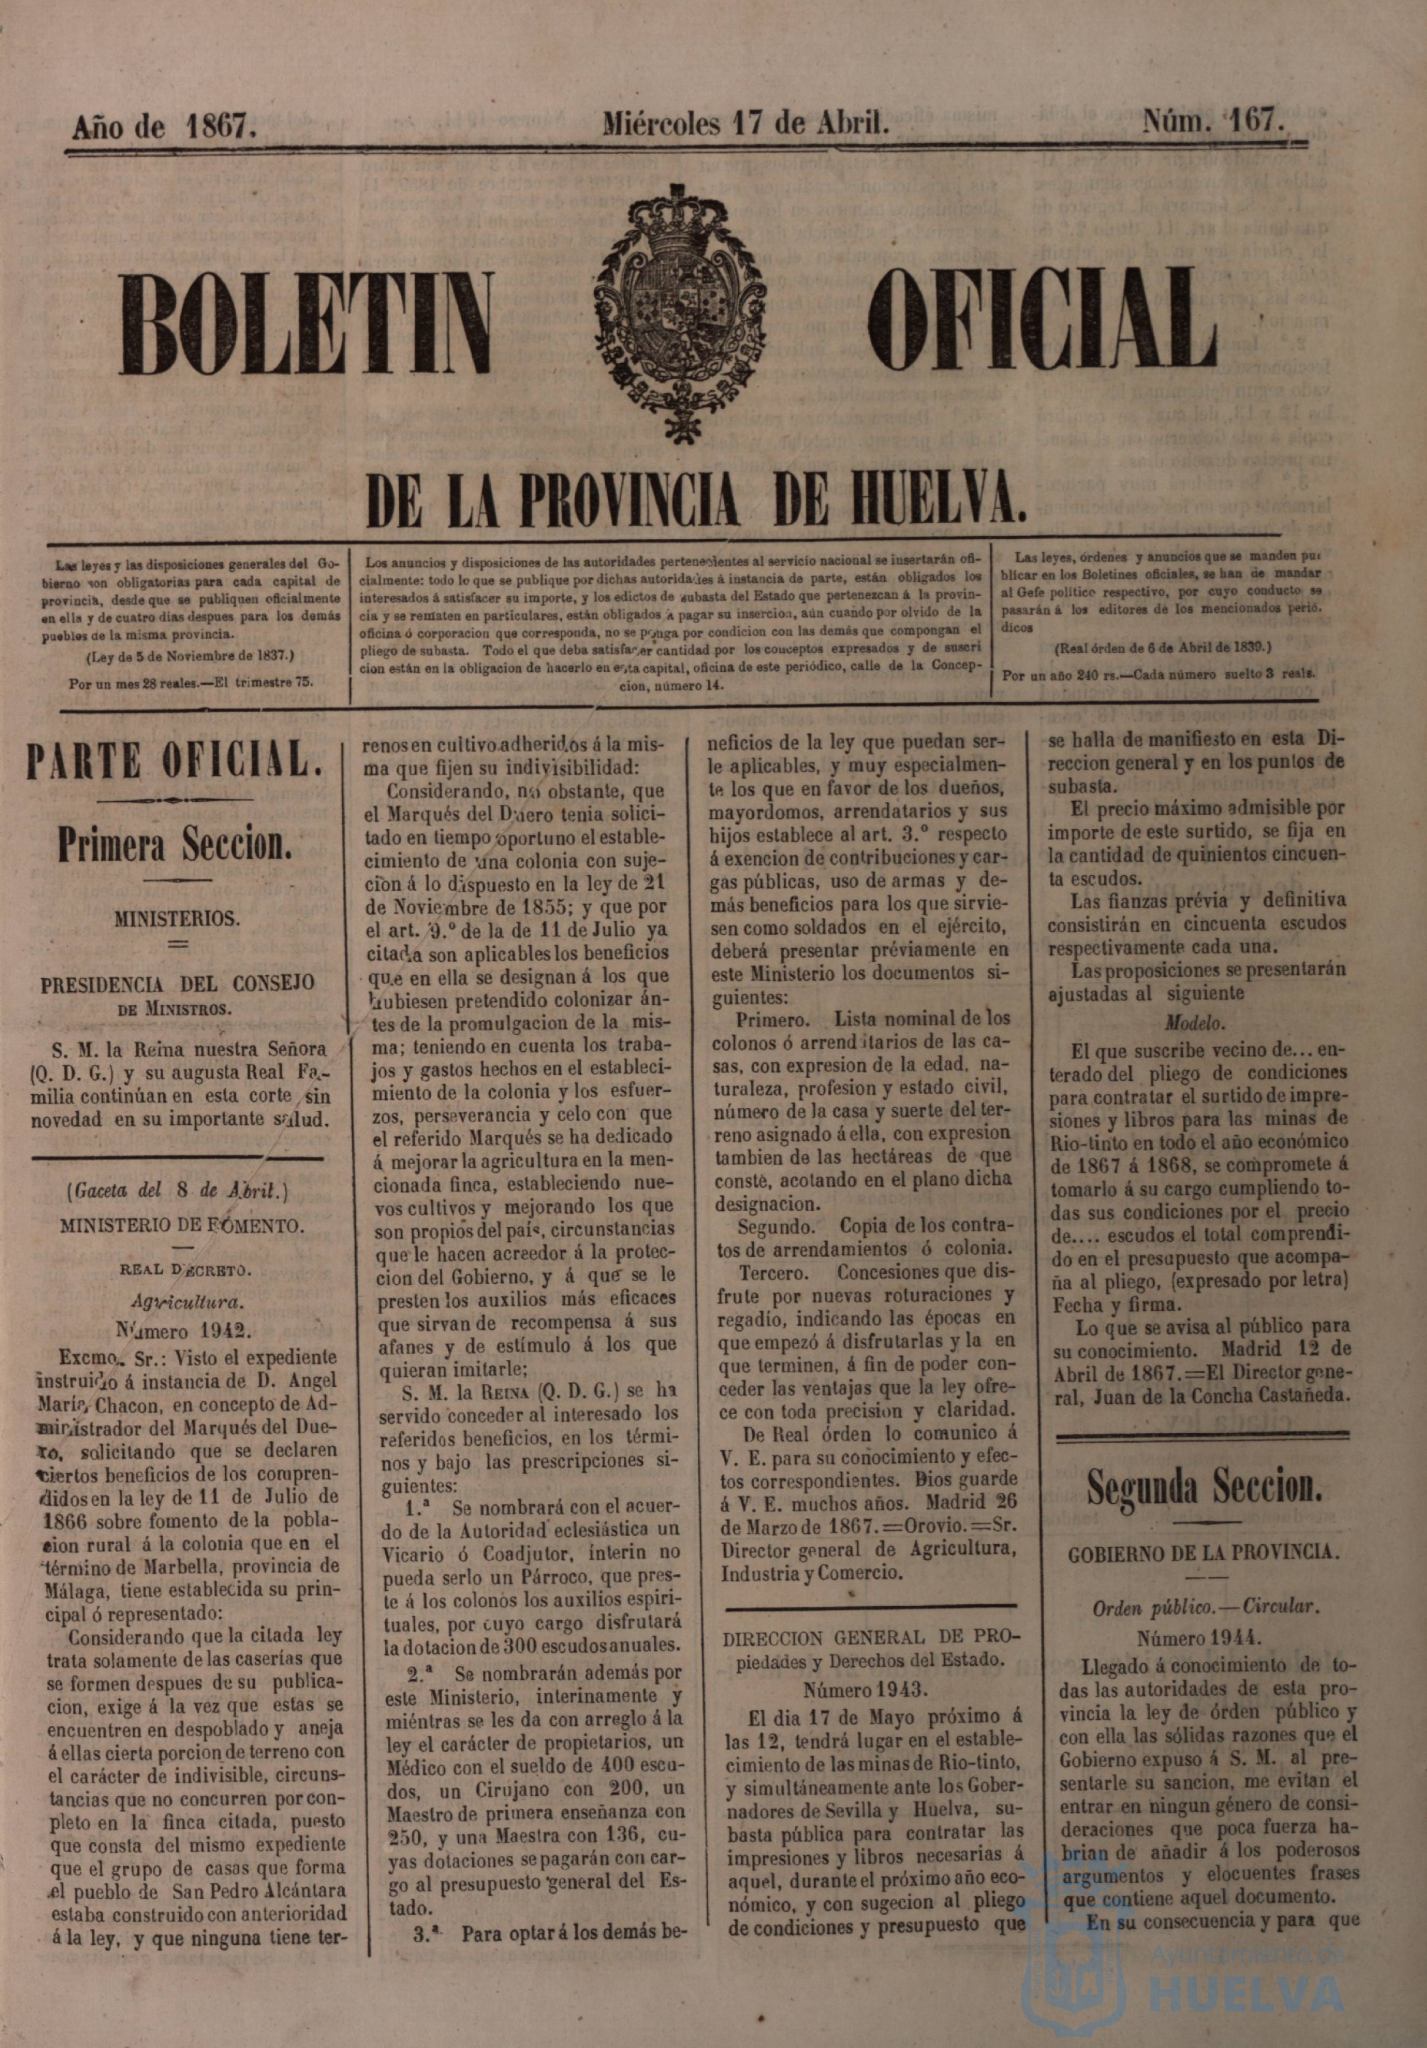 Año de 1867.
Miércoles 17 de Abril.
Núm. 167.
BOLETIN OFICIAL
DE LA PROVINCIA DE HUELVA.
Las leyes y las disposiciones generales del Go-
bierno son obligatorias para cada capital de
provincia, desde que se publiquen oficialmente
en ella y de cuatro dias despues para los demás
pueblos de la misma provincia.
(Ley de 5 de Noviembre de 1837.)
Por un mes 28 reales.—El trimestre 75.
Los anuncios y disposiciones de las autoridades pertenecientes al servicio nacional se insertarán ofi-
cialmente: todo lo que se publique por dichas autoridades á instancia de parte, están obligados los
interesados á satisfacer su importe, y los edictos de subasta del Estado que pertenezcan á la provin-
cia y se rematen en particulares, están obligados á pagar su insercion, aún cuando por olvido de la
oficina ó corporacion que corresponda, no se ponga por condicion con las demás que compongan el
pliego de subasta. Todo el que deba satisfacer cantidad por los conceptos expresados y de suscri
cion están en la obligacion de hacerlo en esta capital, oficina de este periódico, calle de la Concep-
cion, número 14.
Las leyes, órdenes y anuncios que se manden pu
blicar en los Boletines oficiales, se han de mandar
al Gefe político respectivo, por cuyo conducto se
pasarán á los editores de los mencionados perió-
dicos
(Real órden de 6 de Abril de 1839.)
Por un año 240 rs.—Cada número suelto 3 reals.
PARTE OFICIAL.
Primera Seccion.
MINISTERIOS.
PRESIDENCIA DEL CONSEJO
DE MINISTROS.
S. M. la Reina nuestra Señora
(Q. D. G.) y su augusta Real Fa-
milia continúan en esta corte sin
novedad en su importante salud.
(Gaceta del 8 de Abril.)
MINISTERIO DE FOMENTO.
REAL DECRETO.
Agricultura.
Número 1942.
Excmo. Sr.: Visto el expediente
instruido á instancia de D. Angel
María Chacon, en concepto de Ad-
ministrador del Marqués del Due-
ro, solicitando que se declaren
ciertos beneficios de los compren-
didos en la ley de 11 de Julio de
1866 sobre fomento de la pobla-
cion rural á la colonia que en el
término de Marbella, provincia de
Málaga, tiene establecida su prin-
cipal ó representado:
Considerando que la citada ley
trata solamente de las caserías que
se formen despues de su publica-
cion, exige á la vez que estas se
encuentren en despoblado y aneja
á ellas cierta porcion de terreno con
el carácter de indivisible, circuns-
tancias que no concurren por con-
pleto en la finca citada, puesto
que consta del mismo expediente
que el grupo de casas que forma
el pueblo de San Pedro Alcántara
estaba construido con anterioridad
á la ley, y que ninguna tiene ter-
renos en cultivo adheridos á la mis-
ma que fijen su indivisibilidad:
Considerando, no obstante, que
el Marqués del Duero tenia solici-
tado en tiempo oportuno el estable-
cimiento de una colonia con suje-
cion á lo dispuesto en la ley de 21
de Noviembre de 1855; y que por
el art. 9.º de la de 11 de Julio ya
citada son aplicables los beneficios
que en ella se designan á los que
hubiesen pretendido colonizar án-
tes de la promulgacion de la mis-
ma; teniendo en cuenta los traba-
jos y gastos hechos en el estableci-
miento de la colonia y los esfuer-
zos, perseverancia y celo con que
el referido Marqués se ha dedicado
á mejorar la agricultura en la men-
cionada finca, estableciendo nue-
vos cultivos y mejorando los que
son propios del país, circunstancias
que le hacen acreedor á la protec-
cion del Gobierno, y á que se le
presten los auxilios más eficaces
que sirvan de recompensa á sus
afanes y de estímulo á los que
quieran imitarle;
S. M. la REINA (Q. D. G.) se ha
servido conceder al interesado los
referidos beneficios, en los térmi-
nos y bajo las prescripciones si-
guientes:
1.ª Se nombrará con el acuer-
do de la Autoridad eclesiástica un
Vicario ó Coadjutor, ínterin no
pueda serlo un Párroco, que pres-
te á los colonos los auxilios espiri-
tuales, por cuyo cargo disfrutará
la dotacion de 300 escudos anuales.
2.ª Se nombrarán además por
este Ministerio, interinamente y
miéntras se les da con arreglo á la
ley el carácter de propietarios, un
Médico con el sueldo de 400 escu-
dos, un Cirujano con 200, un
Maestro de primera enseñanza con
250, y una Maestra con 136, cu-
yas dotaciones se pagarán con car-
go al presupuesto general del Es-
tado.
3.ª Para optar á los demás be-
neficios de la ley que puedan ser-
le aplicables, y muy especialmen-
te los que en favor de los dueños,
mayordomos, arrendatarios y sus
hijos establece al art. 3.º respecto
á exencion de contribuciones y car-
gas públicas, uso de armas y de-
más beneficios para los que sirvie-
sen como soldados en el ejército,
deberá presentar préviamente en
este Ministerio los documentos si-
guientes:
Primero. Lista nominal de los
colonos ó arrenditarios de las ca-
sas, con expresion de la edad, na-
turaleza, profesion y estado civil,
número de la casa y suerte del ter-
reno asignado á ella, con expresion
tambien de las hectáreas de que
conste, acotando en el plano dicha
designacion.
Segundo. Copia de los contra-
tos de arrendamientos ó colonia.
Tercero. Concesiones que dis-
frute por nuevas roturaciones y
regadío, indicando las épocas en
que empezó á disfrutarlas y la en
que terminen, á fin de poder con-
ceder las ventajas que la ley ofre-
ce con toda precision y claridad.
De Real órden lo comunico á
V. E. para su conocimiento y efec-
tos correspondientes. Dios guarde
á V. E. muchos años. Madrid 26
de Marzo de 1867.=Orovio.=Sr.
Director general de Agricultura,
Industria y Comercio.
DIRECCION GENERAL DE PRO-
piedades y Derechos del Estado.
Número 1943.
El dia 17 de Mayo próximo á
las 12, tendrá lugar en el estable-
cimiento de las minas de Rio-tinto,
y simultáneamente ante los Gober-
nadores de Sevilla y Huelva, su-
basta pública para contratar las
impresiones y libros necesarias á
aquel, durante el próximo año eco-
nómico, y con sugecion al pliego
de condiciones y presupuesto que
se halla de manifiesto en esta Di-
reccion general y en los puntos de
subasta.
El precio máximo admisible por
importe de este surtido, se fija en
la cantidad de quinientos cincuen-
ta escudos.
Las fianzas prévia y definitiva
consistirán en cincuenta escudos
respectivamente cada una.
Las proposiciones se presentarán
ajustadas al siguiente
Modelo.
El que suscribe vecino de... en-
terado del pliego de condiciones
para contratar el surtido de impre-
siones y libros para las minas de
Rio-tinto en todo el año económico
de 1867 á 1868, se compromete á
tomarlo á su cargo cumpliendo to-
das sus condiciones por el precio
de.... escudos el total comprendi-
do en el presupuesto que acompa-
ña al pliego, (expresado por letra)
Fecha y firma.
Lo que se avisa al público para
su conocimiento. Madrid 12 de
Abril de 1867.=El Director gene-
ral, Juan de la Concha Castañeda.
Segunda Seccion.
GOBIERNO DE LA PROVINCIA.
Orden público.—Circular.
Número 1944.
Llegado á conocimiento de to-
das las autoridades de esta pro-
vincia la ley de órden público y
con ella las sólidas razones que el
Gobierno expuso á S. M. al pre-
sentarle su sancion, me evitan el
entrar en ningun género de consi-
deraciones que poca fuerza ha-
brian de añadir á los poderosos
argumentos y elocuentes frases
que contiene aquel documento.
En su consecuencia y para que
Ayuntamiento de
HUELVA